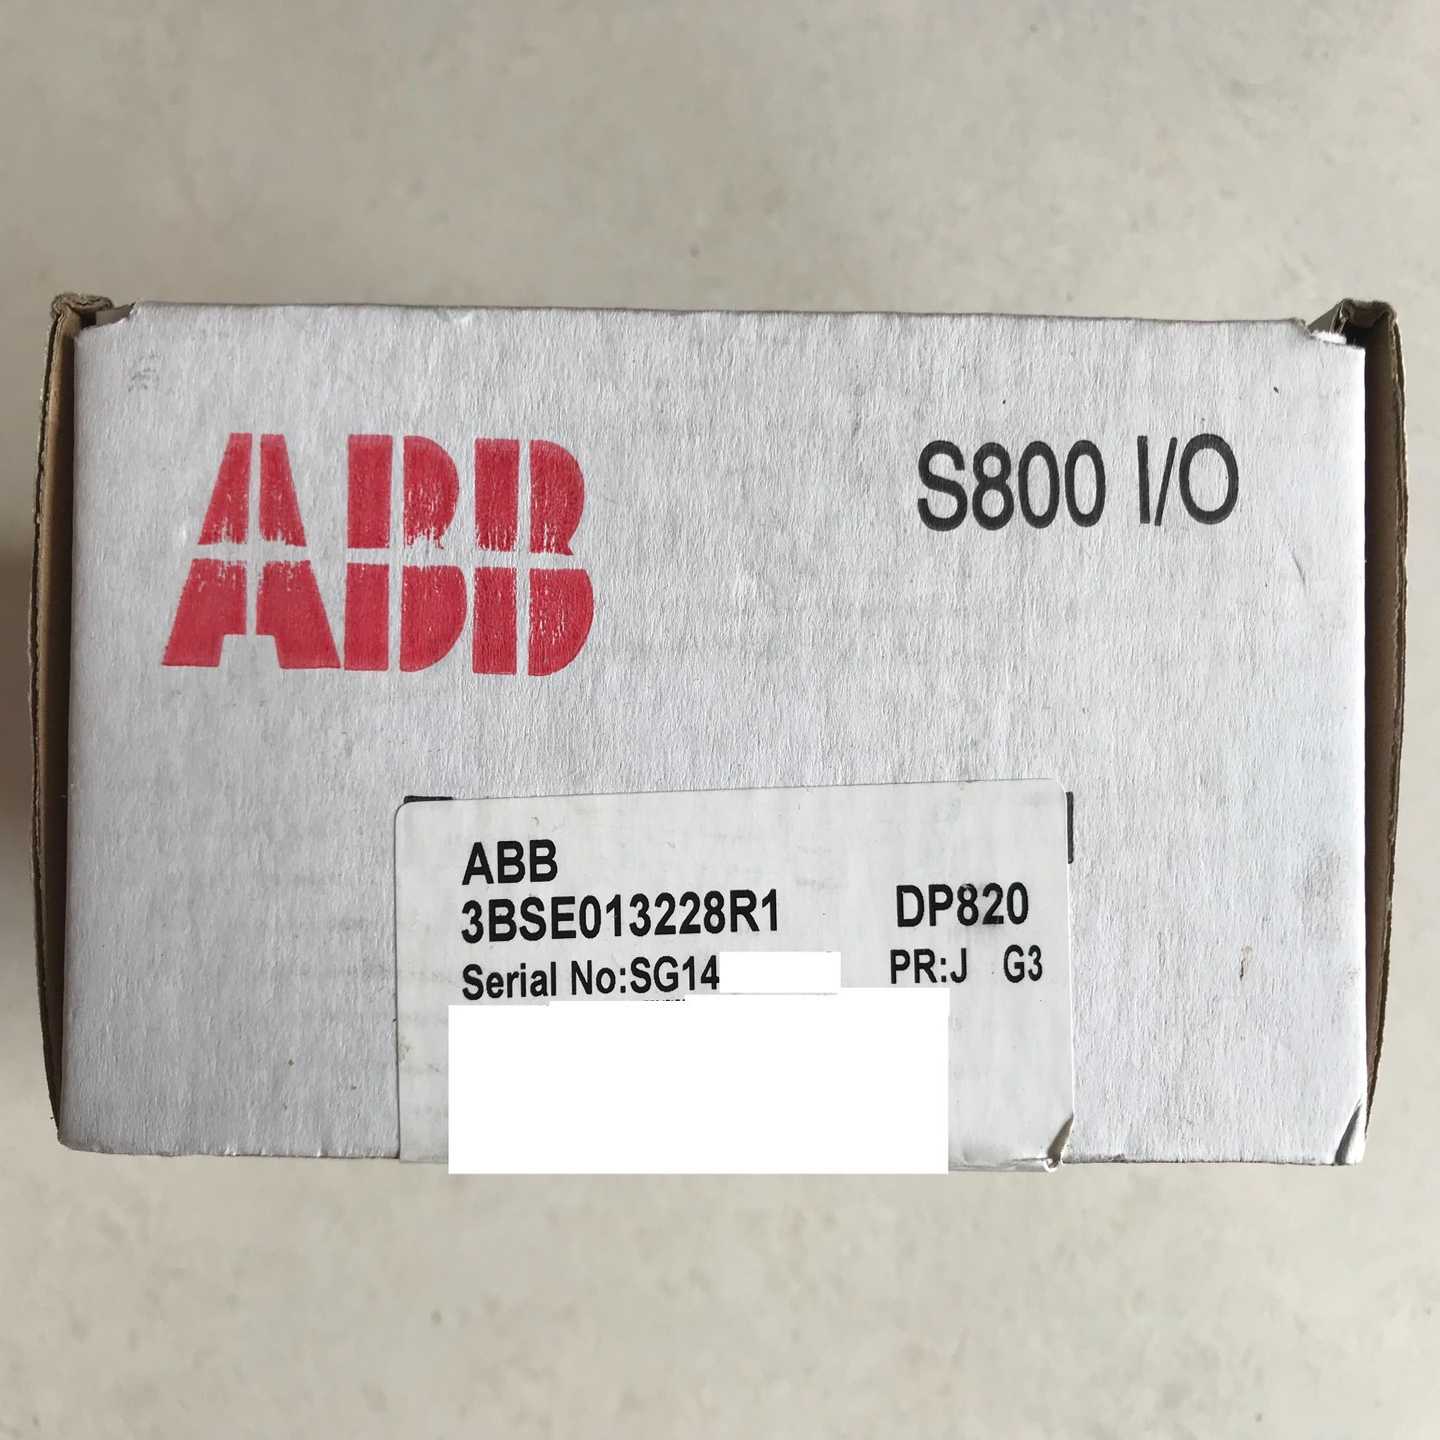 ABB
S800 I/O
ABB
3BSE013228R1 DP820
Serial No:SG14 PR:J G3